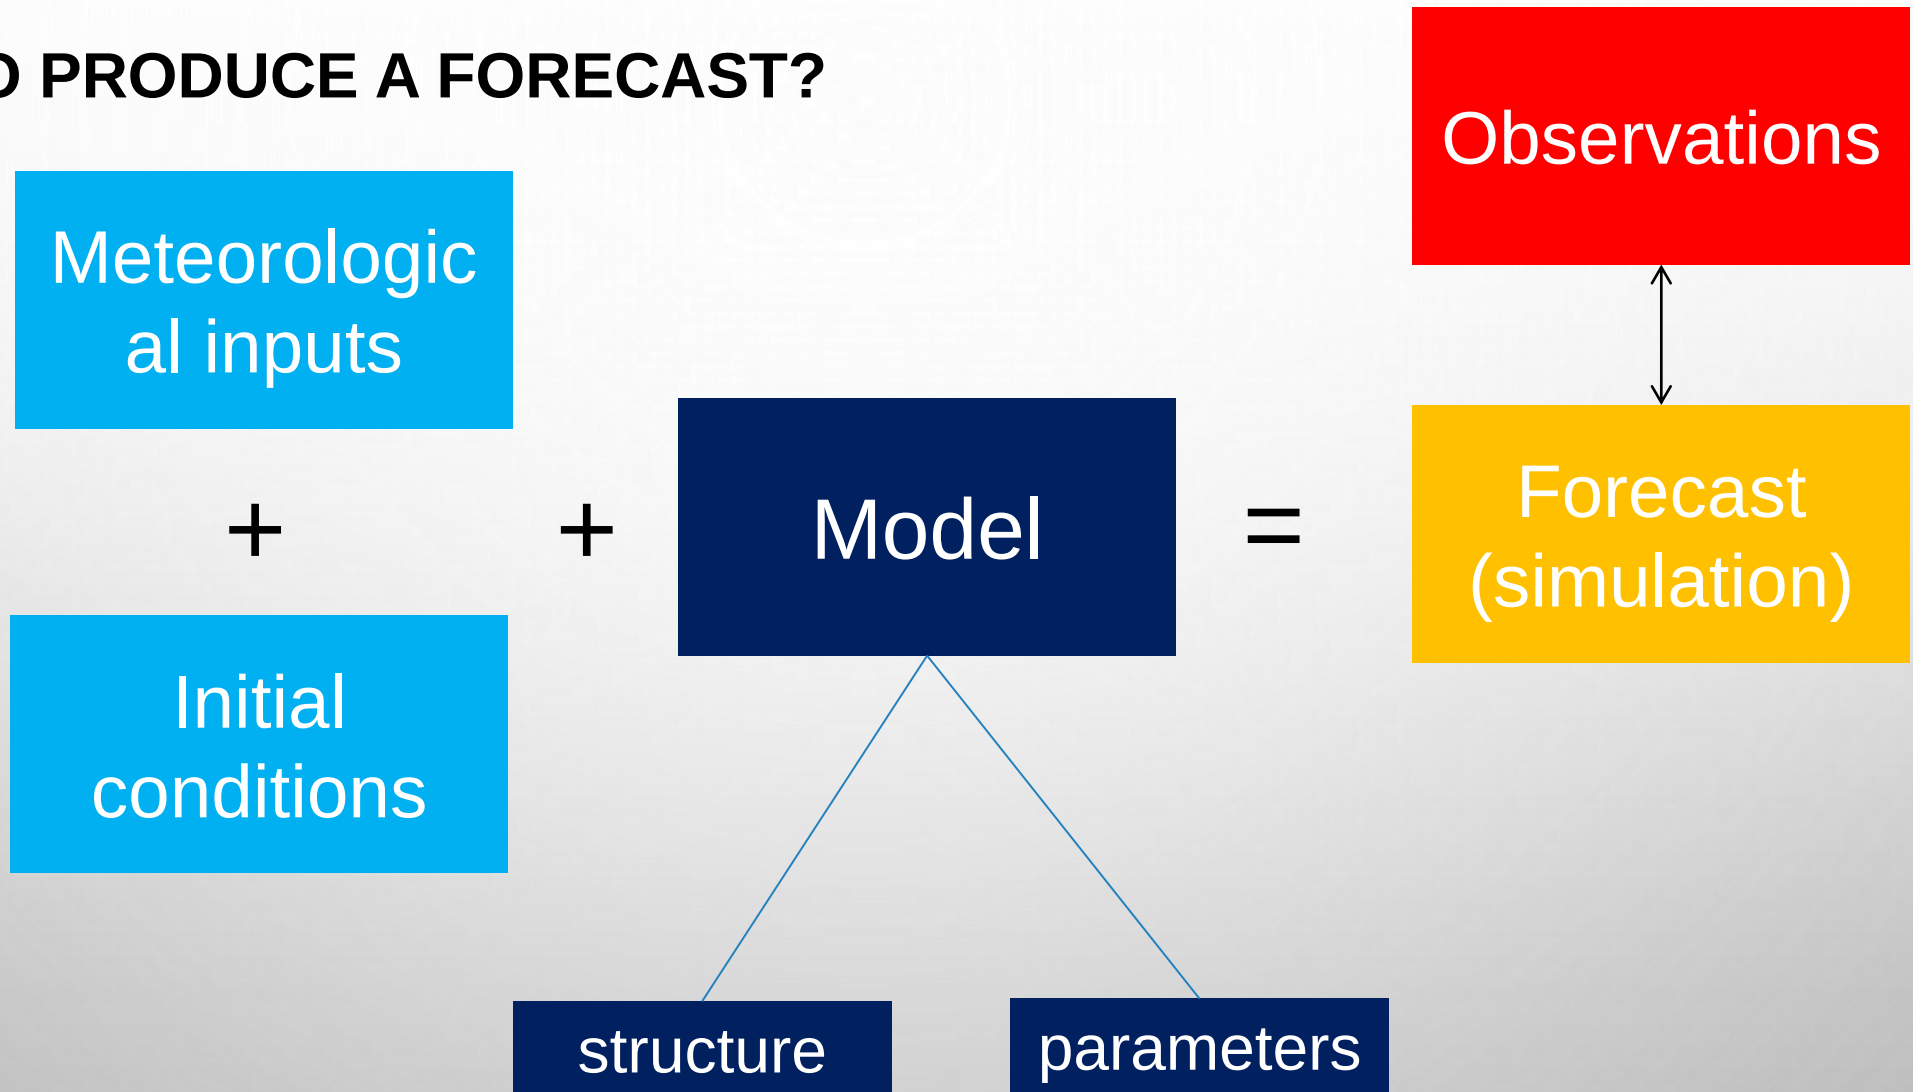 O PRODUCE A FORECAST?
Observations
Meteorologic
al inputs
+
+
Model
=
Forecast
(simulation)
Initial
conditions
structure
parameters